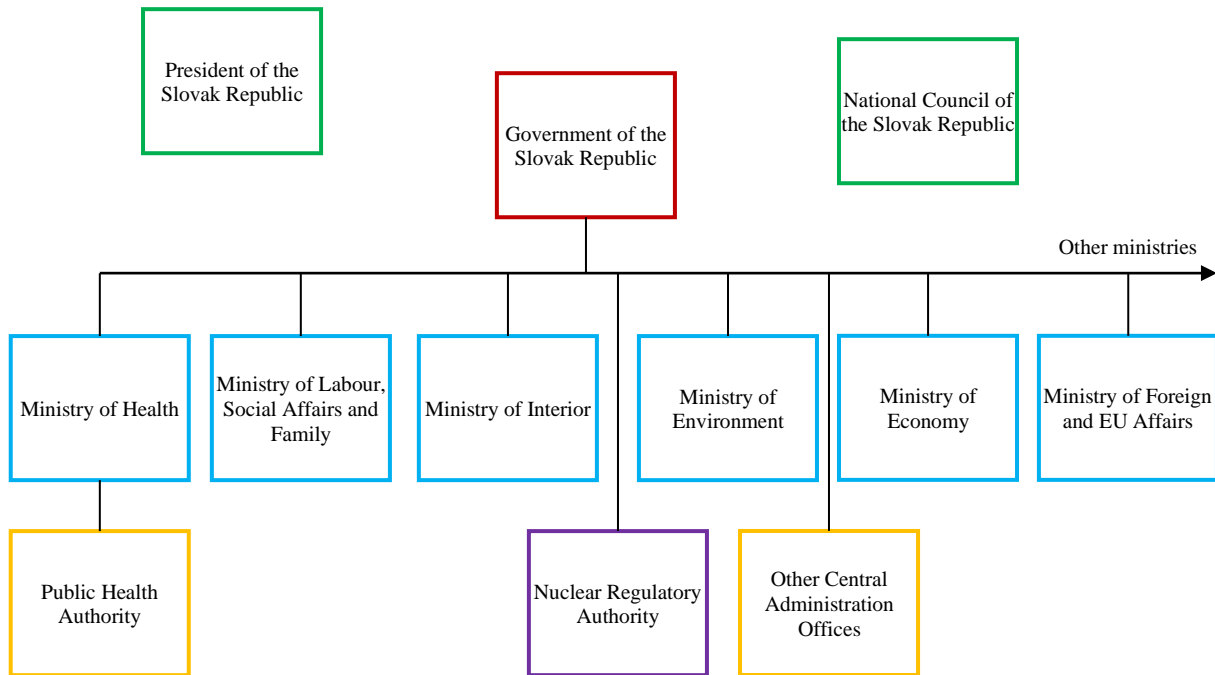 President of the
Slovak Republic
National Council of
the Slovak Republic
Government of the
Slovak Republic
Other ministries
Ministry of Health
Ministry of Labour,
Social Affairs and
Family
Ministry of Interior
Ministry of
Environment
Ministry of
Economy
Ministry of Foreign
and EU Affairs
Public Health
Authority
Nuclear Regulatory
Authority
Other Central
Administration
Offices